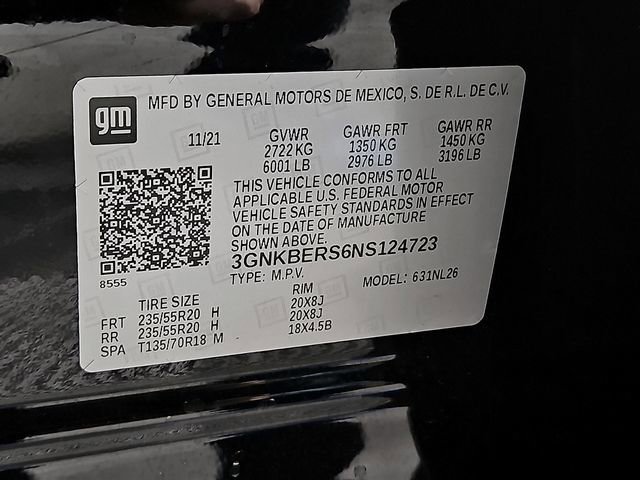 gm
MFD BY GENERAL MOTORS DE MEXICO, S. DE R.L. DE C.V.
11/21 GVWR GAWR FRT GAWR RR
2722 KG 1350 KG 1450 KG
6001 LB 2976 LB 3196 LB
THIS VEHICLE CONFORMS TO ALL
APPLICABLE U.S. FEDERAL MOTOR
VEHICLE SAFETY STANDARDS IN EFFECT
ON THE DATE OF MANUFACTURE
SHOWN ABOVE.
3GNKBERS6NS124723
8555 TYPE: M.P.V. MODEL: 631NL26
TIRE SIZE RIM
FRT 235/55R20 H 20X8J
RR 235/55R20 H 20X8J
SPA T135/70R18 M 18X4.5B